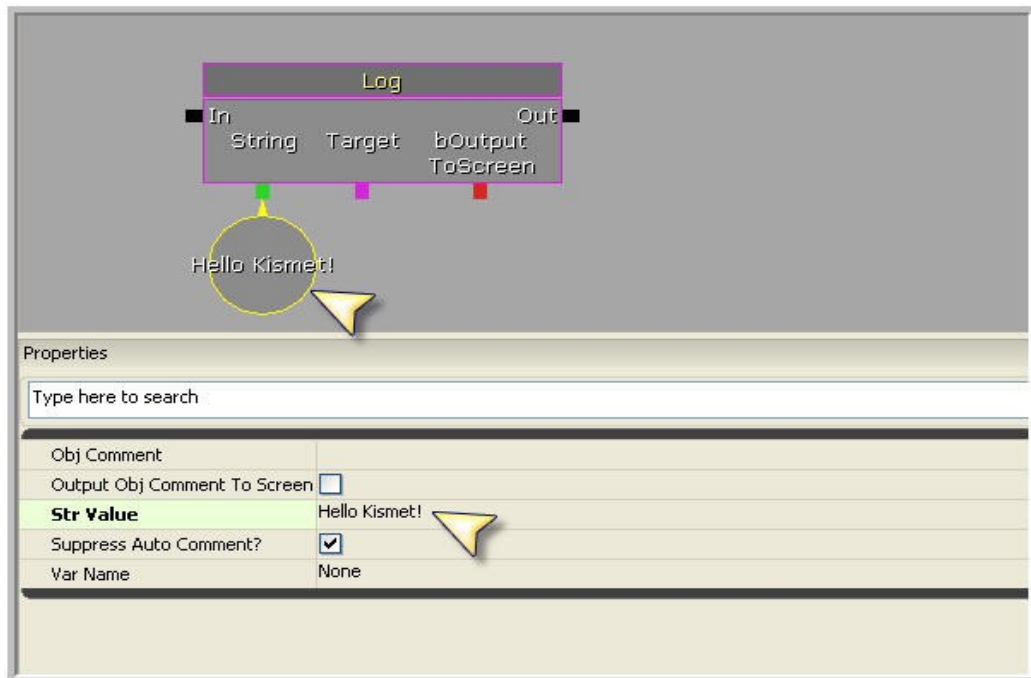 Log
In Out
String Target bOutput
ToScreen
Hello Kismet!
Properties
Type here to search
Obj Comment
Output Obj Comment To Screen
Str Value Hello Kismet!
Suppress Auto Comment?
Var Name None